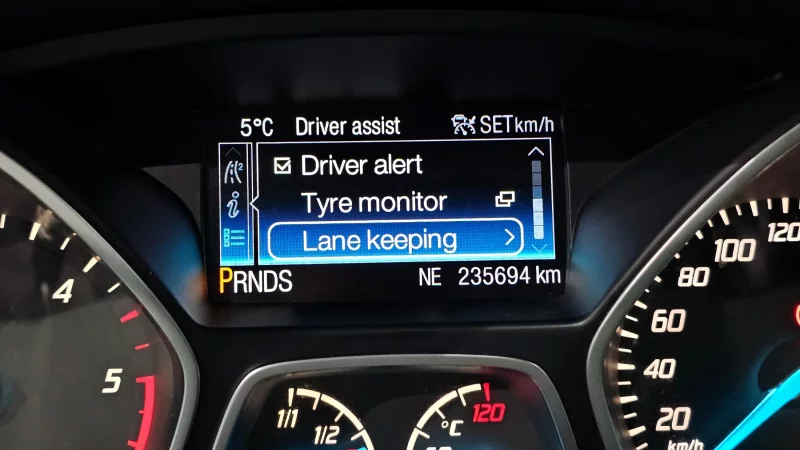 5°C Driver assist SET km/h
Driver alert
Tyre monitor
Lane keeping
PRNDS NE 235694 km
4
5
1/1
1/2
°C
120
120
100
80
60
40
20
km/h